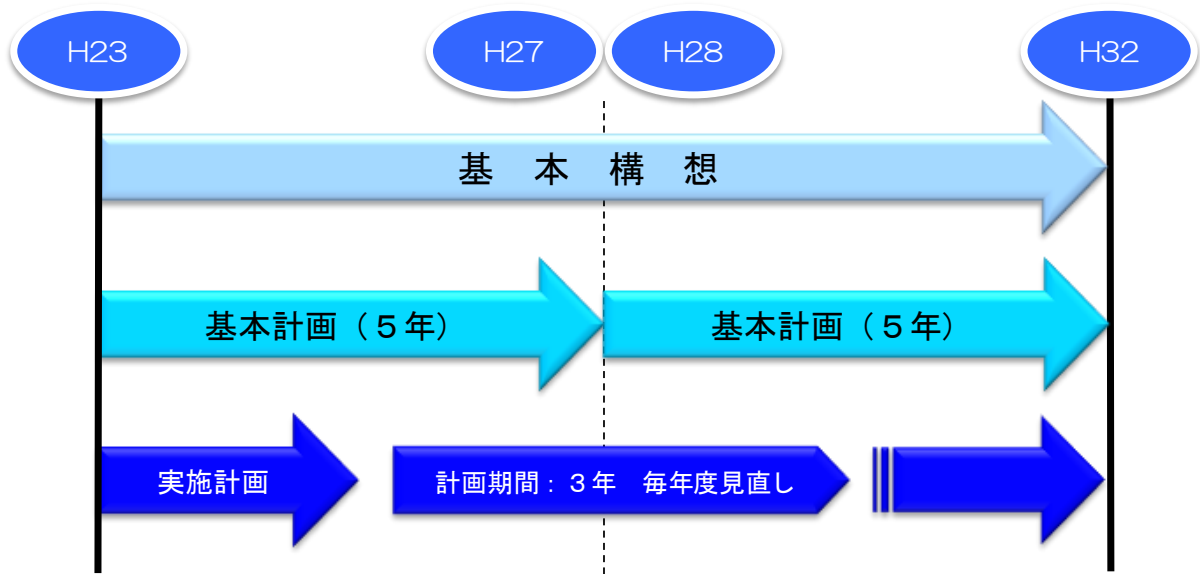 H23
H27
H28
H32
基 本 構 想
基本計画（５年）
基本計画（５年）
実施計画
計画期間：３年　毎年度見直し